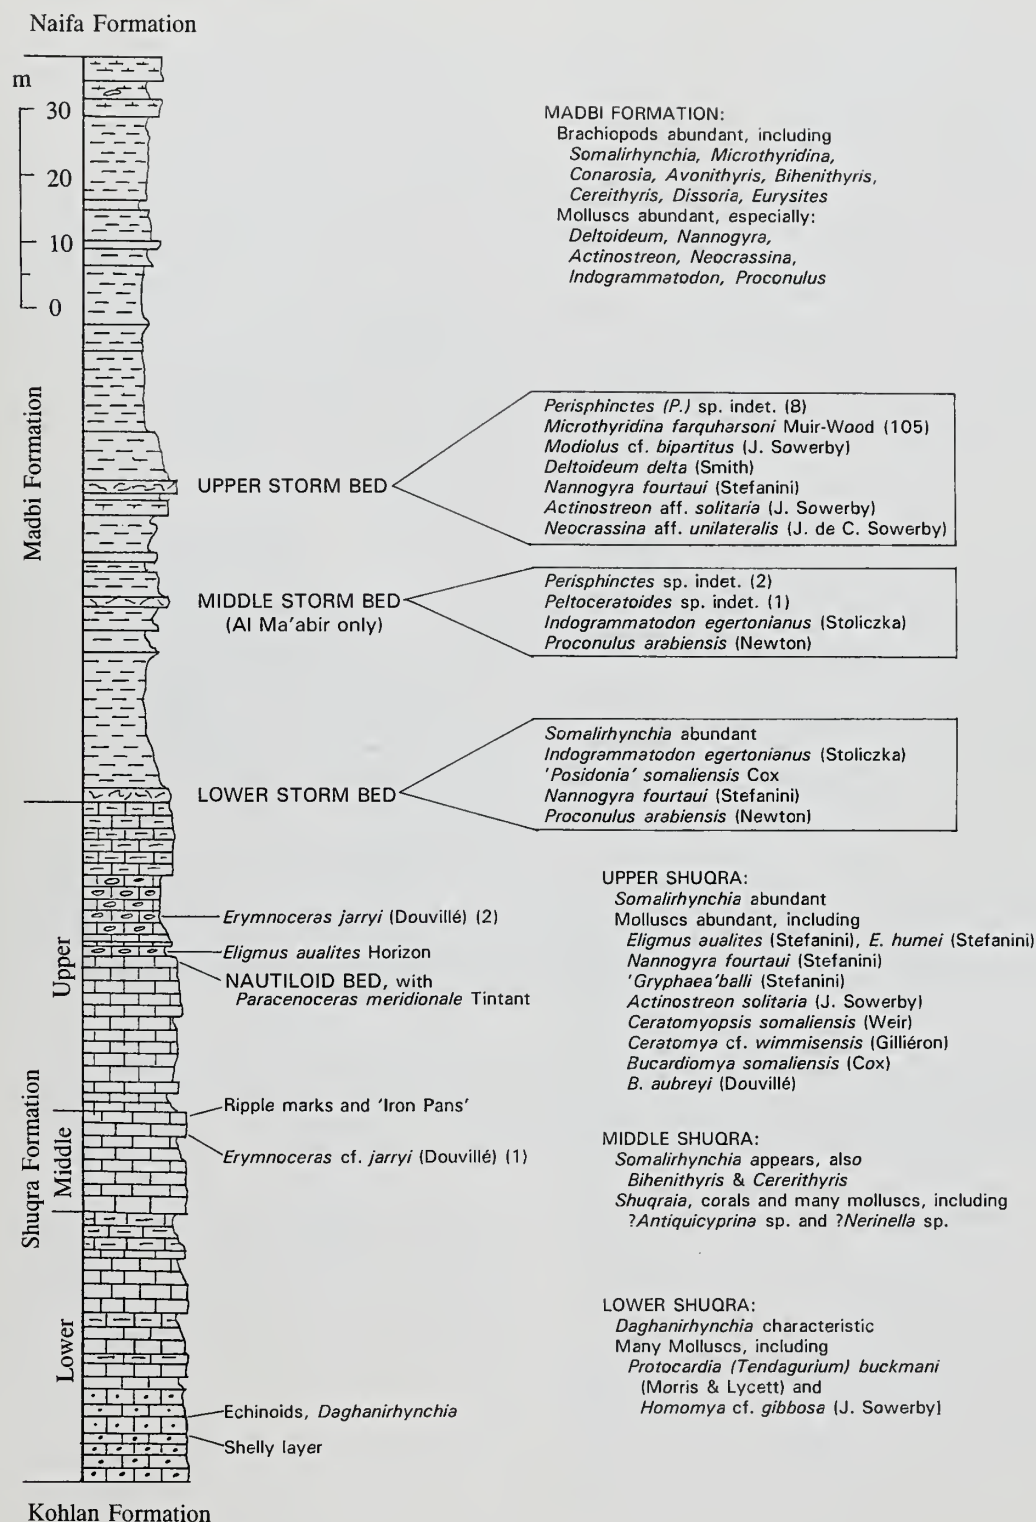 Naifa Formation
m
30
20
10
0
Madbi Formation
MADBI FORMATION:
Brachiopods abundant, including
Somalirhynchia, Microthyridina,
Conarosia, Avonithyris, Bihenithyris,
Cereithyris, Dissoria, Eurysites
Molluscs abundant, especially:
Deltoideum, Nannogyra,
Actinostreon, Neocrassina,
Indogrammatodon, Proconulus
UPPER STORM BED
Perisphinctes (P.) sp. indet. (8)
Microthyridina farquharsoni Muir-Wood (105)
Modiolus cf. bipartitus (J. Sowerby)
Deltoideum delta (Smith)
Nannogyra fourtaui (Stefanini)
Actinostreon aff. solitaria (J. Sowerby)
Neocrassina aff. unilateralis (J. de C. Sowerby)
MIDDLE STORM BED
(Al Ma'abir only)
Perisphinctes sp. indet. (2)
Peltoceratoides sp. indet. (1)
Indogrammatodon egertonianus (Stoliczka)
Proconulus arabiensis (Newton)
LOWER STORM BED
Somalirhynchia abundant
Indogrammatodon egertonianus (Stoliczka)
'Posidonia' somaliensis Cox
Nannogyra fourtaui (Stefanini)
Proconulus arabiensis (Newton)
Shuqra Formation
Upper
Erymnoceras jarryi (Douvillé) (2)
Eligmus aualites Horizon
NAUTILOID BED, with
Paracenoceras meridionale Tintant
UPPER SHUQRA:
Somalirhynchia abundant
Molluscs abundant, including
Eligmus aualites (Stefanini), E. humei (Stefanini)
Nannogyra fourtaui (Stefanini)
'Gryphaea'balli (Stefanini)
Actinostreon solitaria (J. Sowerby)
Ceratomyopsis somaliensis (Weir)
Ceratomya cf. wimmisensis (Gilliéron)
Bucardiomya somaliensis (Cox)
B. aubreyi (Douvillé)
Middle
Ripple marks and 'Iron Pans'
Erymnoceras cf. jarryi (Douvillé) (1)
MIDDLE SHUQRA:
Somalirhynchia appears, also
Bihenithyris & Cererithyris
Shuqraia, corals and many molluscs, including
?Antiquicyprina sp. and ?Nerinella sp.
Lower
Echinoids, Daghanirhynchia
Shelly layer
LOWER SHUQRA:
Daghanirhynchia characteristic
Many Molluscs, including
Protocardia (Tendagurium) buckmani
(Morris & Lycett) and
Homomya cf. gibbosa (J. Sowerby)
Kohlan Formation